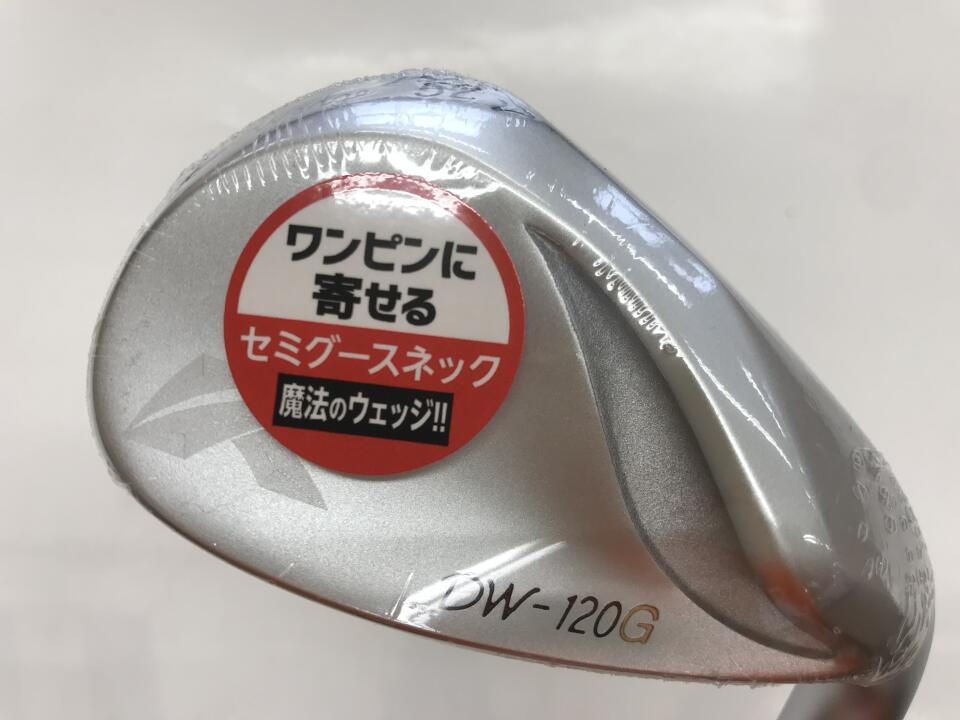 52
ワンピンに
寄せる
セミグースネック
魔法のウェッジ!!
DW-120G